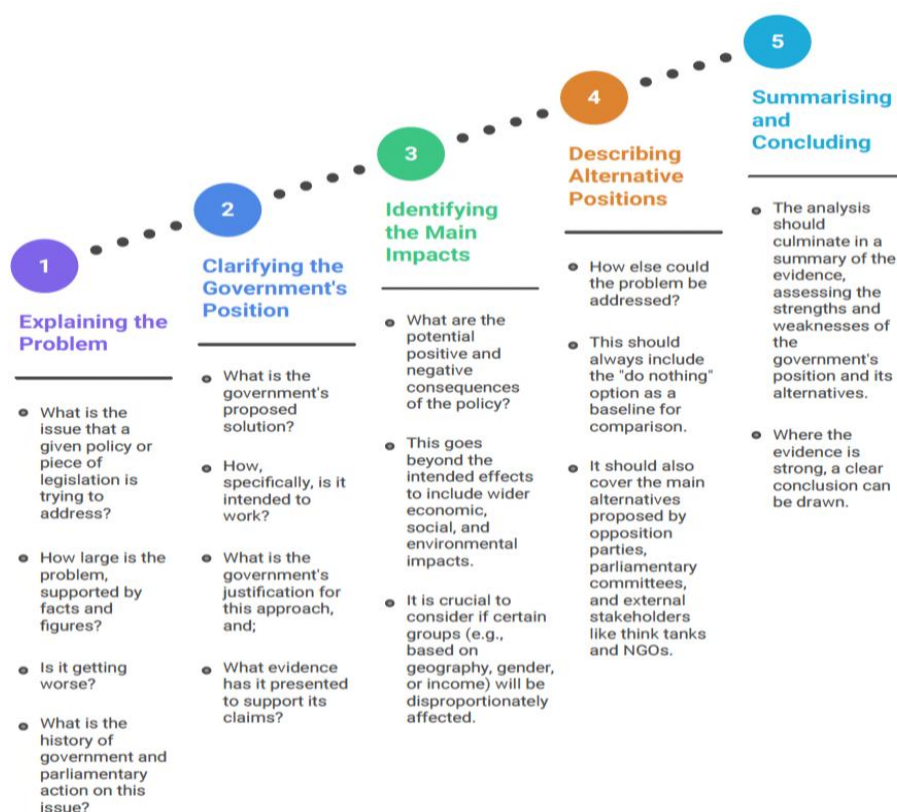 1
Explaining the
Problem
What is the
issue that a
given policy or
piece of
legislation is
trying to
address?
How large is the
problem,
supported by
facts and
figures?
Is it getting
worse?
What is the
history of
government and
parliamentary
action on this
issue?
2
Clarifying the
Government's
Position
What is the
government's
proposed
solution?
How,
specifically, is it
intended to
work?
What is the
government's
justification for
this approach,
and;
What evidence
has it presented
to support its
claims?
3
Identifying
the Main
Impacts
What are the
potential
positive and
negative
consequences
of the policy?
This goes
beyond the
intended effects
to include wider
economic,
social, and
environmental
impacts.
It is crucial to
consider if certain
groups (e.g.,
based on
geography, gender,
or income) will be
disproportionately
affected.
4
Describing
Alternative
Positions
How else could
the problem be
addressed?
This should
always include
the "do nothing"
option as a
baseline for
comparison.
It should also
cover the main
alternatives
proposed by
opposition
parties,
parliamentary
committees,
and external
stakeholders
like think tanks
and NGOs.
5
Summarising
and
Concluding
The analysis
should
culminate in a
summary of the
evidence,
assessing the
strengths and
weaknesses of
the
government's
position and its
alternatives.
Where the
evidence is
strong, a clear
conclusion can
be drawn.